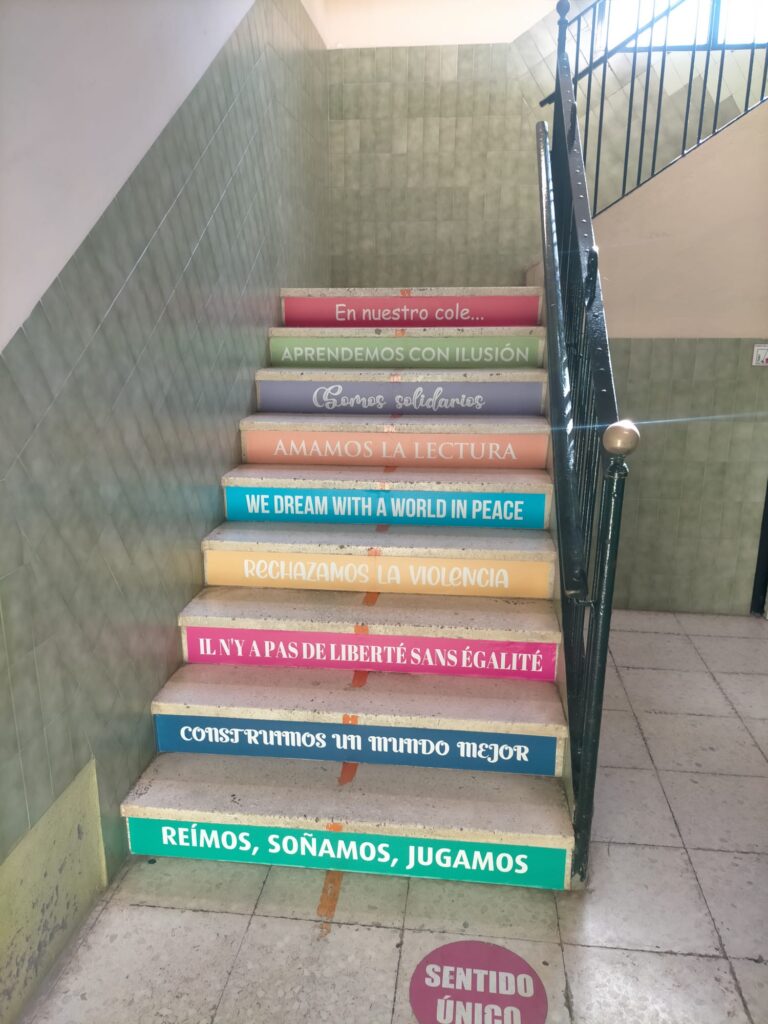 En nuestro cole...
APRENDEMOS CON ILUSIÓN
Somos solidarios
AMAMOS LA LECTURA
WE DREAM WITH A WORLD IN PEACE
RECHAZAMOS LA VIOLENCIA
IL N'Y A PAS DE LIBERTÉ SANS ÉGALITÉ
CONSTRUIMOS UN MUNDO MEJOR
REÍMOS, SOÑAMOS, JUGAMOS
SENTIDO
ÚNICO